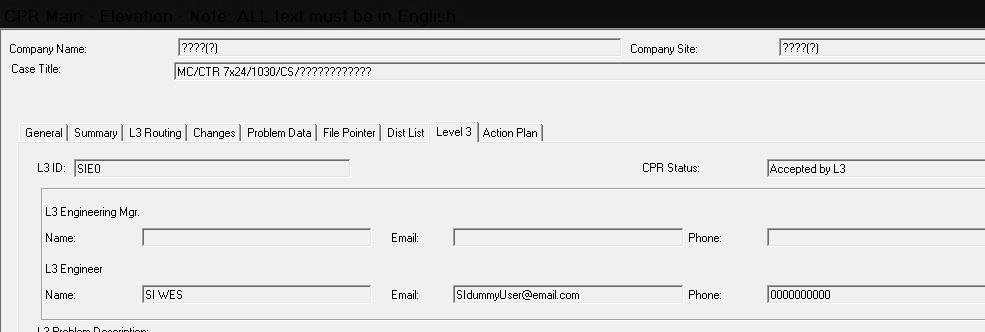 CPR Main - Elevation - Note: ALL text must be in English.
Company Name: ????(?) Company Site: ????(?)
Case Title: MC/CTR 7x24/1030/CS/????????????
General Summary L3 Routing Changes Problem Data File Pointer Dist List Level 3 Action Plan
L3 ID: SIE0 CPR Status: Accepted by L3
L3 Engineering Mgr.
Name: Email: Phone:
L3 Engineer
Name: SI WES Email: SIdummyUser@email.com Phone: 0000000000
L3 Problem Description: